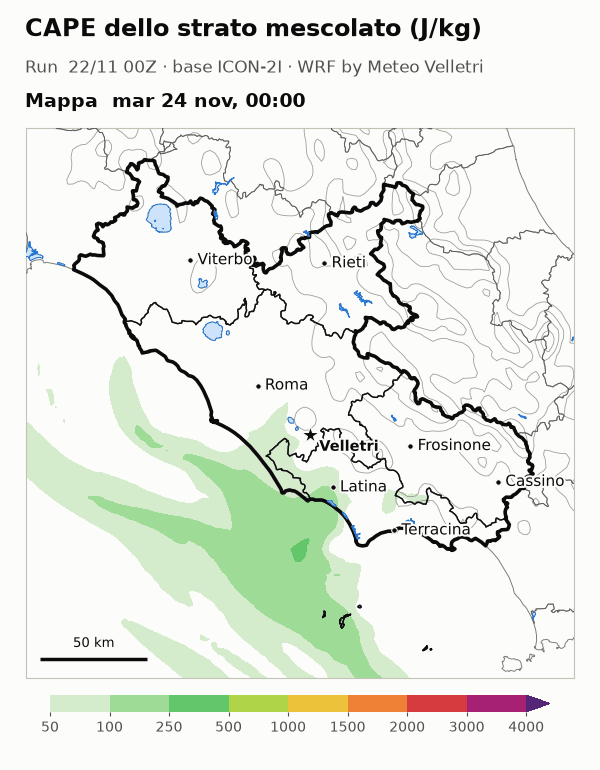 CAPE dello strato mescolato (J/kg)
Run  22/11 00Z · base ICON-2I · WRF by Meteo Velletri
Mappa  mar 24 nov, 00:00
Viterbo
Rieti
Roma
Velletri
Frosinone
Latina
Cassino
Terracina
50 km
50 100 250 500 1000 1500 2000 3000 4000